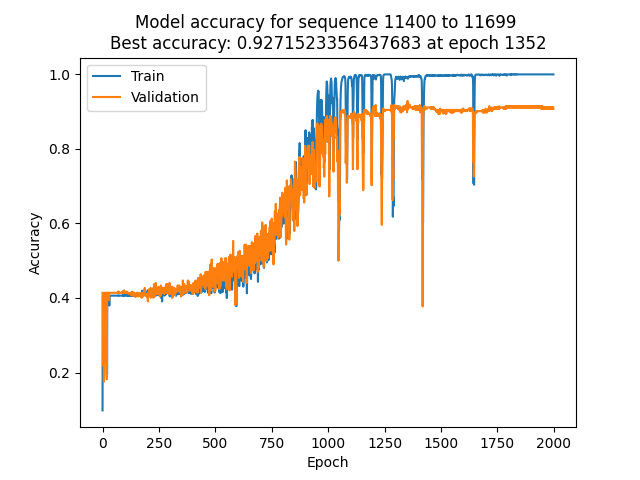 Model accuracy for sequence 11400 to 11699
Best accuracy: 0.9271523356437683 at epoch 1352
Train
Validation
1.0
0.8
0.6
0.4
0.2
Accuracy
0
250
500
750
1000
1250
1500
1750
2000
Epoch